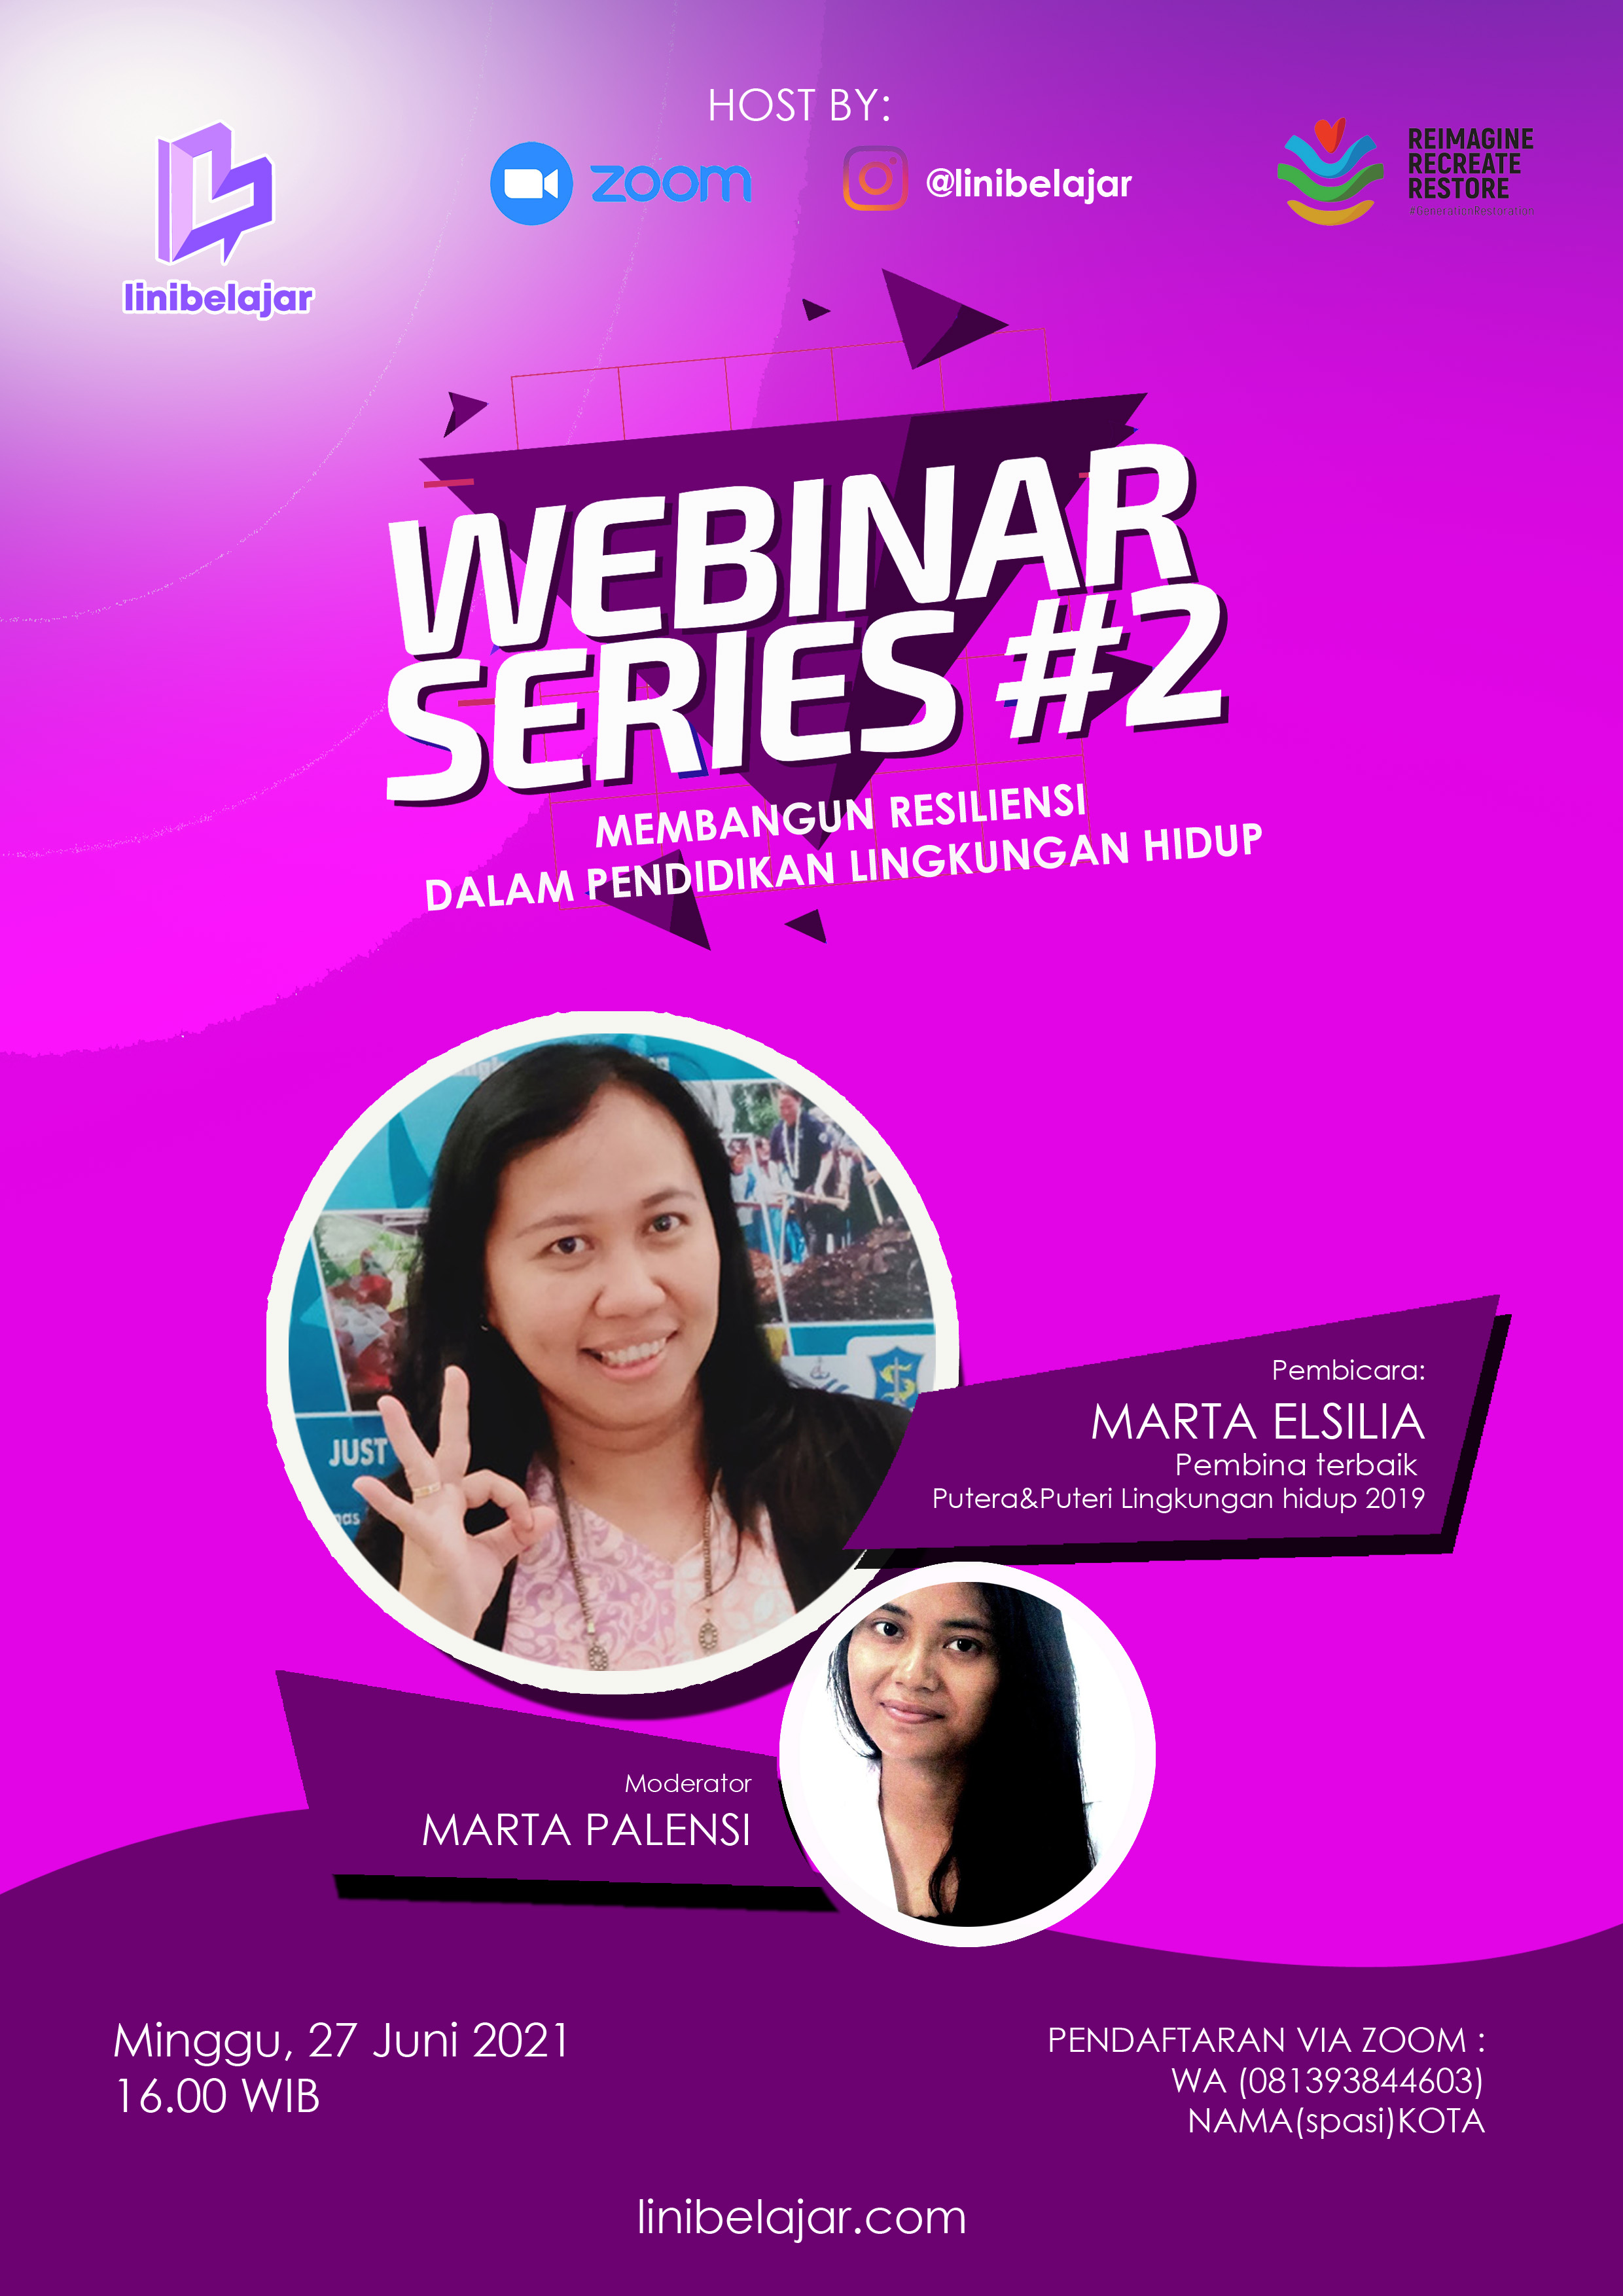 HOST BY:
linibelajar
zoom
@linibelajar
REIMAGINE
RECREATE
RESTORE
#GenerationRestoration
WEBINAR
SERIES #2
MEMBANGUN RESILIENSI
DALAM PENDIDIKAN LINGKUNGAN HIDUP
JUST
Pembicara:
MARTA ELSILIA
Pembina terbaik
Putera&Puteri Lingkungan hidup 2019
Moderator
MARTA PALENSI
Minggu, 27 Juni 2021
16.00 WIB
PENDAFTARAN VIA ZOOM :
WA (081393844603)
NAMA(spasi)KOTA
linibelajar.com